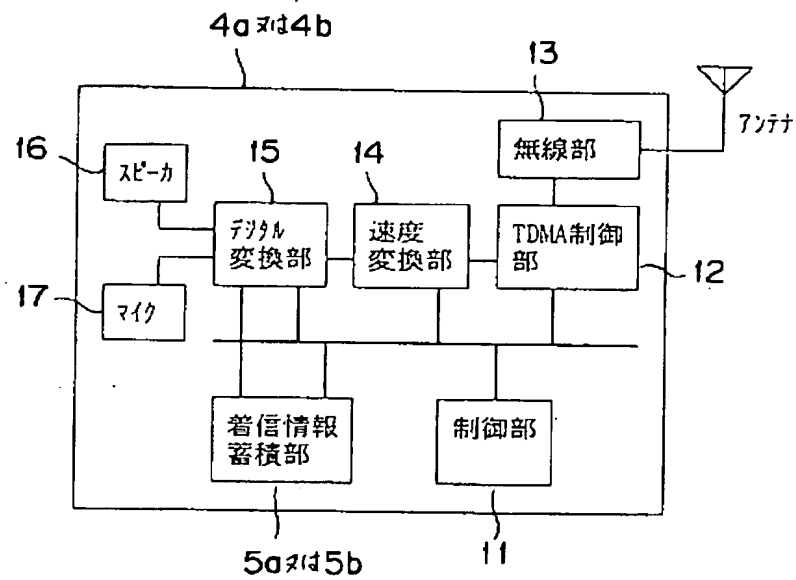 4a又は4b
13
アンテナ
無線部
16
スピーカ
15
14
デジタル
変換部
速度
変換部
TDMA制御
部
12
17
マイク
着信情報
蓄積部
制御部
5a又は5b
11